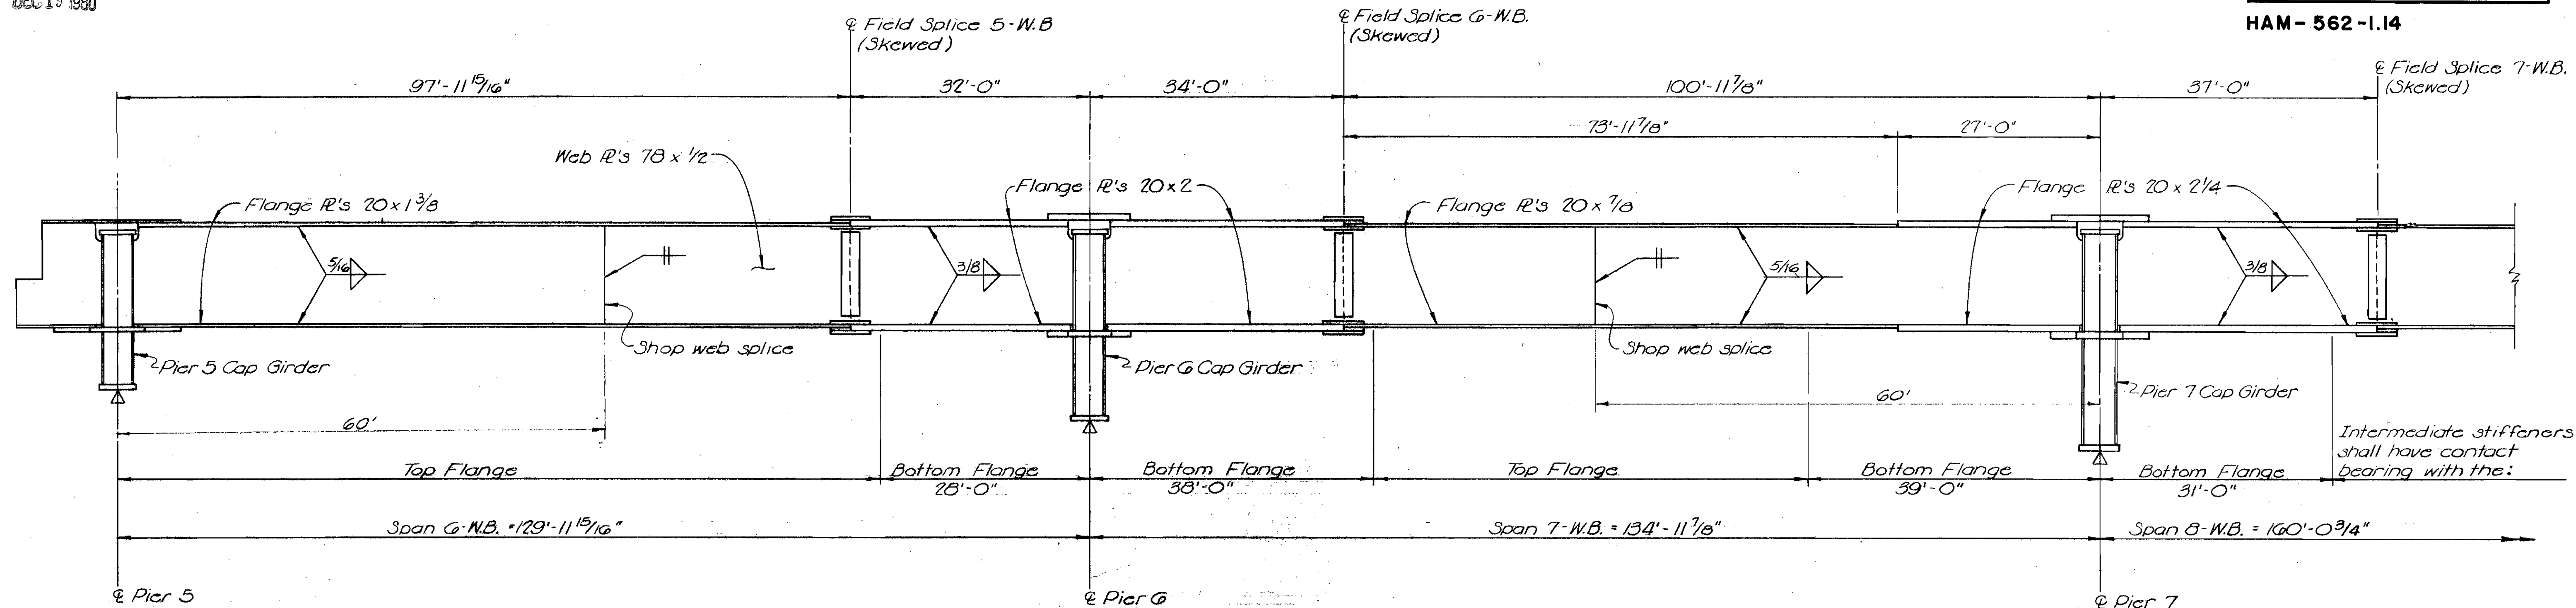 DEC 19 1980
HAM-562-1.14
℄ Field Splice 5-W.B
(Skewed)
℄ Field Splice 6-W.B.
(Skewed)
℄ Field Splice 7-W.B.
(Skewed)
97'-11 15/16"
32'-0"
34'-0"
100'-11 7/8"
37'-0"
73'-11 7/8"
27'-0"
Web ℙ's 78 x 1/2
Flange ℙ's 20 x 1 3/8
Flange ℙ's 20 x 2
Flange ℙ's 20 x 7/8
Flange ℙ's 20 x 2 1/4
5/16
3/8
5/16
3/8
Shop web splice
Shop web splice
Pier 5 Cap Girder
Pier 6 Cap Girder
Pier 7 Cap Girder
60'
60'
Intermediate stiffeners
shall have contact
bearing with the:
Top Flange
Bottom Flange
28'-0"
Bottom Flange
38'-0"
Top Flange
Bottom Flange
39'-0"
Bottom Flange
31'-0"
Span 6-W.B. = 129'-11 15/16"
Span 7-W.B. = 134'-11 7/8"
Span 8-W.B. = 160'-0 3/4"
℄ Pier 5
℄ Pier 6
℄ Pier 7